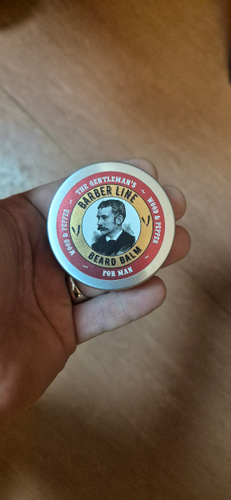 THE GENTLEMAN'S
BARBER LINE
WOOD & PEPPER
WOOD & PEPPER
BEARD BALM
FOR MAN